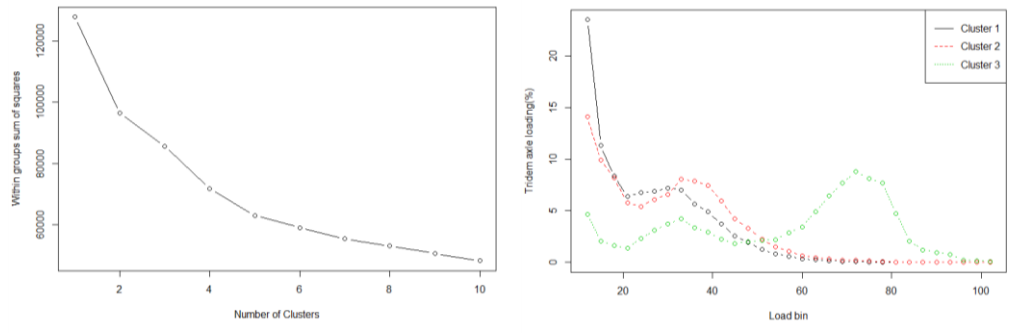 120000
100000
80000
60000
Within groups sum of squares
2
4
6
8
10
Number of Clusters
20
15
10
5
0
Tridem axle loading(%)
Cluster 1
Cluster 2
Cluster 3
20
40
60
80
100
Load bin